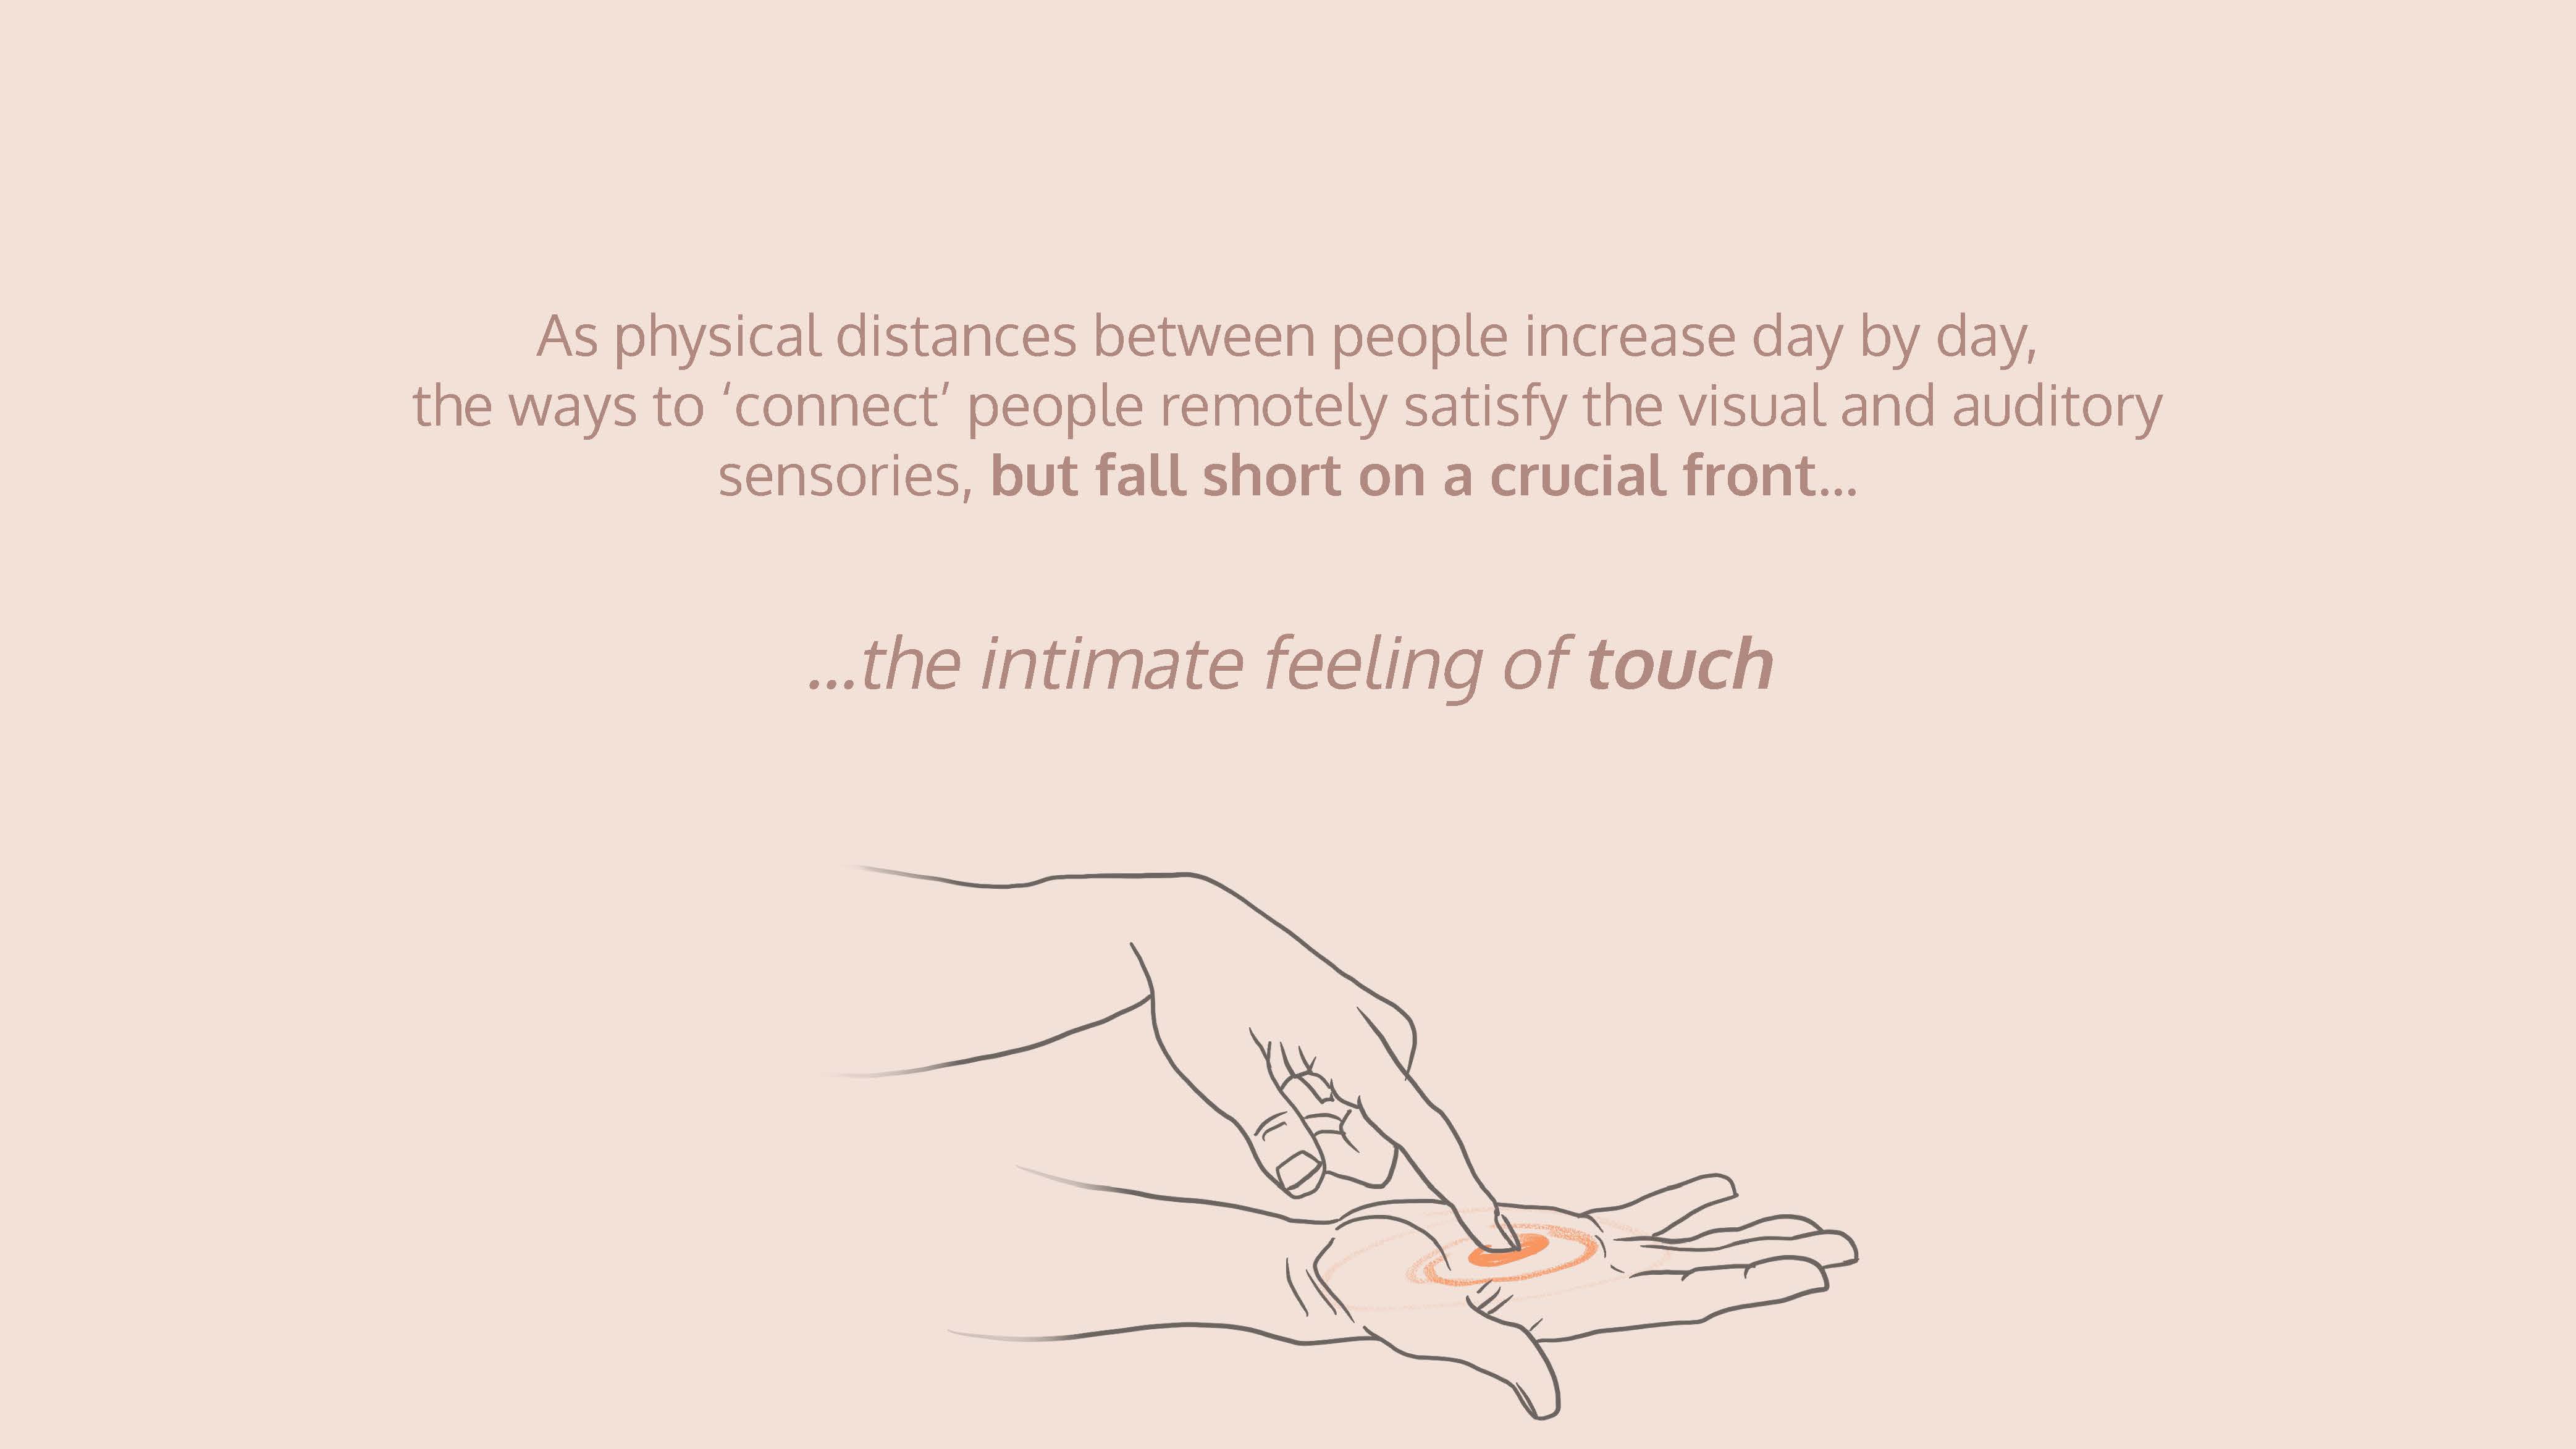 As physical distances between people increase day by day,
the ways to ‘connect’ people remotely satisfy the visual and auditory
sensories, but fall short on a crucial front...
...the intimate feeling of touch